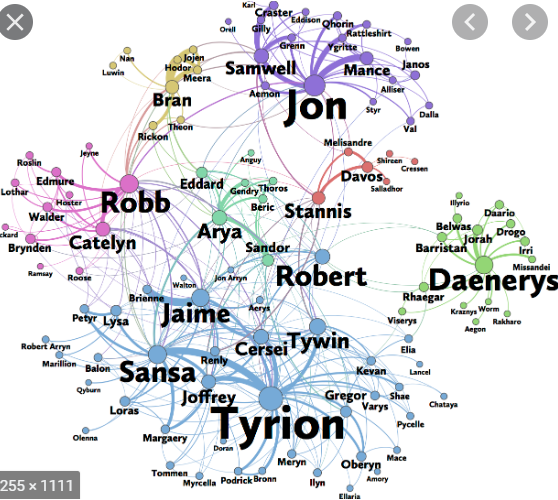 Karl
Craster
Eddison
Qhorin
Orell
Gilly
Rattleshirt
Grenn
Ygritte
Bowen
Nan
Jojen
Hodor
Luwin
Meera
Samwell
Mance
Janos
Alliser
Bran
Aemon
Jon
Styr
Dalla
Theon
Val
Rickon
Melisandre
Jeyne
Anguy
Shireen
Roslin
Cressen
Davos
Edmure
Eddard
Gendry
Thoros
Salladhor
Lothar
Hoster
Robb
Beric
Stannis
Illyrio
Daario
Walder
Arya
Belwas
Drogo
ckard
Jorah
Brynden
Catelyn
Sandor
Barristan
Irri
Missandei
Ramsay
Roose
Jon Arryn
Robert
Daenerys
Walton
Brienne
Rhaegar
Jaime
Aerys
Kraznys
Worm
Petyr
Lysa
Viserys
Rakharo
Aegon
Robert Arryn
Cersei
Tywin
Elia
Marillion
Balon
Renly
Sansa
Kevan
Lancel
Qyburn
Joffrey
Gregor
Shae
Loras
Varys
Chataya
Tyrion
Pycelle
Olenna
Margaery
Doran
Mace
Meryn
Oberyn
Tommen
Podrick
Bronn
Amory
Myrcella
Ilyn
Ellaria
255 × 1111